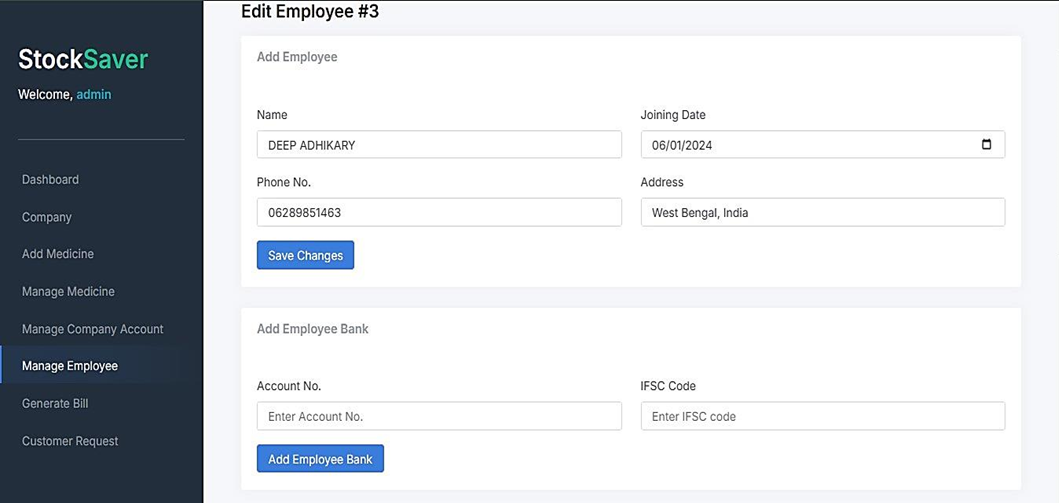 Edit Employee #3
StockSaver
Welcome, admin
Dashboard
Company
Add Medicine
Manage Medicine
Manage Company Account
Manage Employee
Generate Bill
Customer Request
Add Employee
Name
Joining Date
DEEP ADHIKARY
06/01/2024
Phone No.
Address
06289851463
West Bengal, India
Save Changes
Add Employee Bank
Account No.
IFSC Code
Enter Account No.
Enter IFSC code
Add Employee Bank